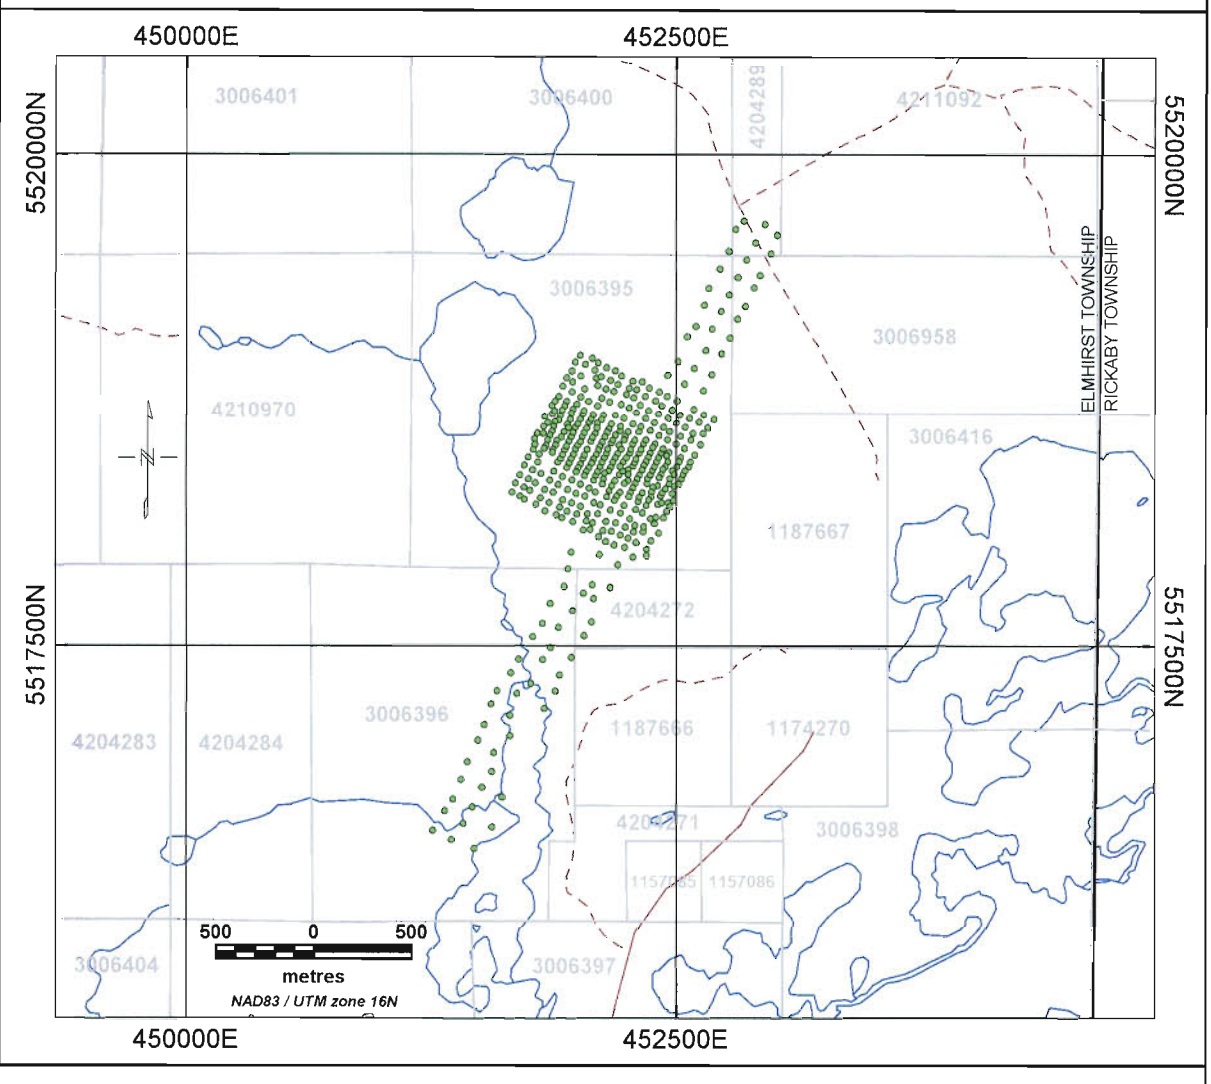 450000E
452500E
3006401
3006400
4204289
4211092
5520000N
5520000N
3006395
ELMHIRST TOWNSHIP
RICKABY TOWNSHIP
3006958
4210970
3006416
1187667
5517500N
4204272
5517500N
3006396
4204283
4204284
1187666
1174270
4204271
3006398
1157085
1157086
500 0 500
metres
NAD83 / UTM zone 16N
3006404
3006397
450000E
452500E